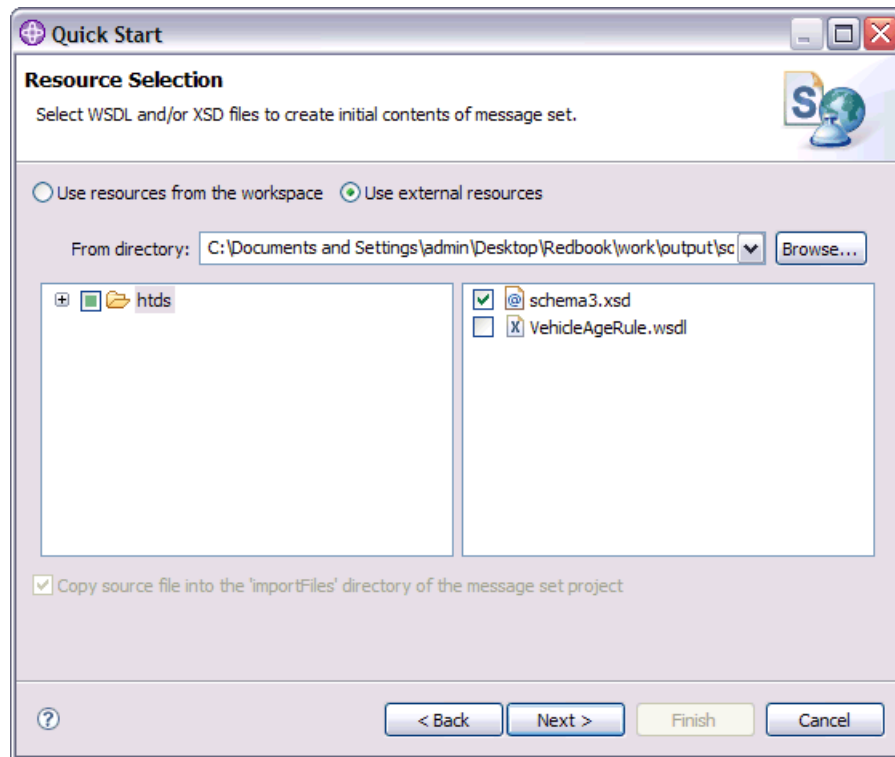 Quick Start
Resource Selection
Select WSDL and/or XSD files to create initial contents of message set.
Use resources from the workspace Use external resources
From directory: C:\Documents and Settings\admin\Desktop\Redbook\work\output\sc Browse...
htds
schema3.xsd
VehicleAgeRule.wsdl
Copy source file into the 'importFiles' directory of the message set project
< Back Next > Finish Cancel